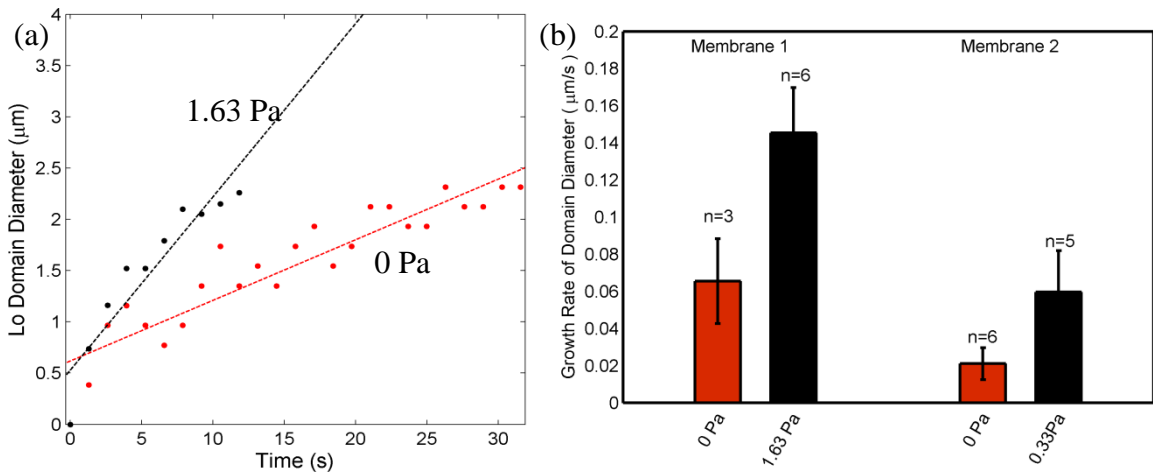 (a)
Lo Domain Diameter (μm)
4
3.5
3
2.5
2
1.5
1
0.5
0
1.63 Pa
0 Pa
0 5 10 15 20 25 30
Time (s)
(b)
Growth Rate of Domain Diameter ( μm/s)
0.2
0.18
0.16
0.14
0.12
0.1
0.08
0.06
0.04
0.02
0
Membrane 1 Membrane 2
n=3
n=6
n=6
n=5
0 Pa
1.63 Pa
0 Pa
0.33Pa